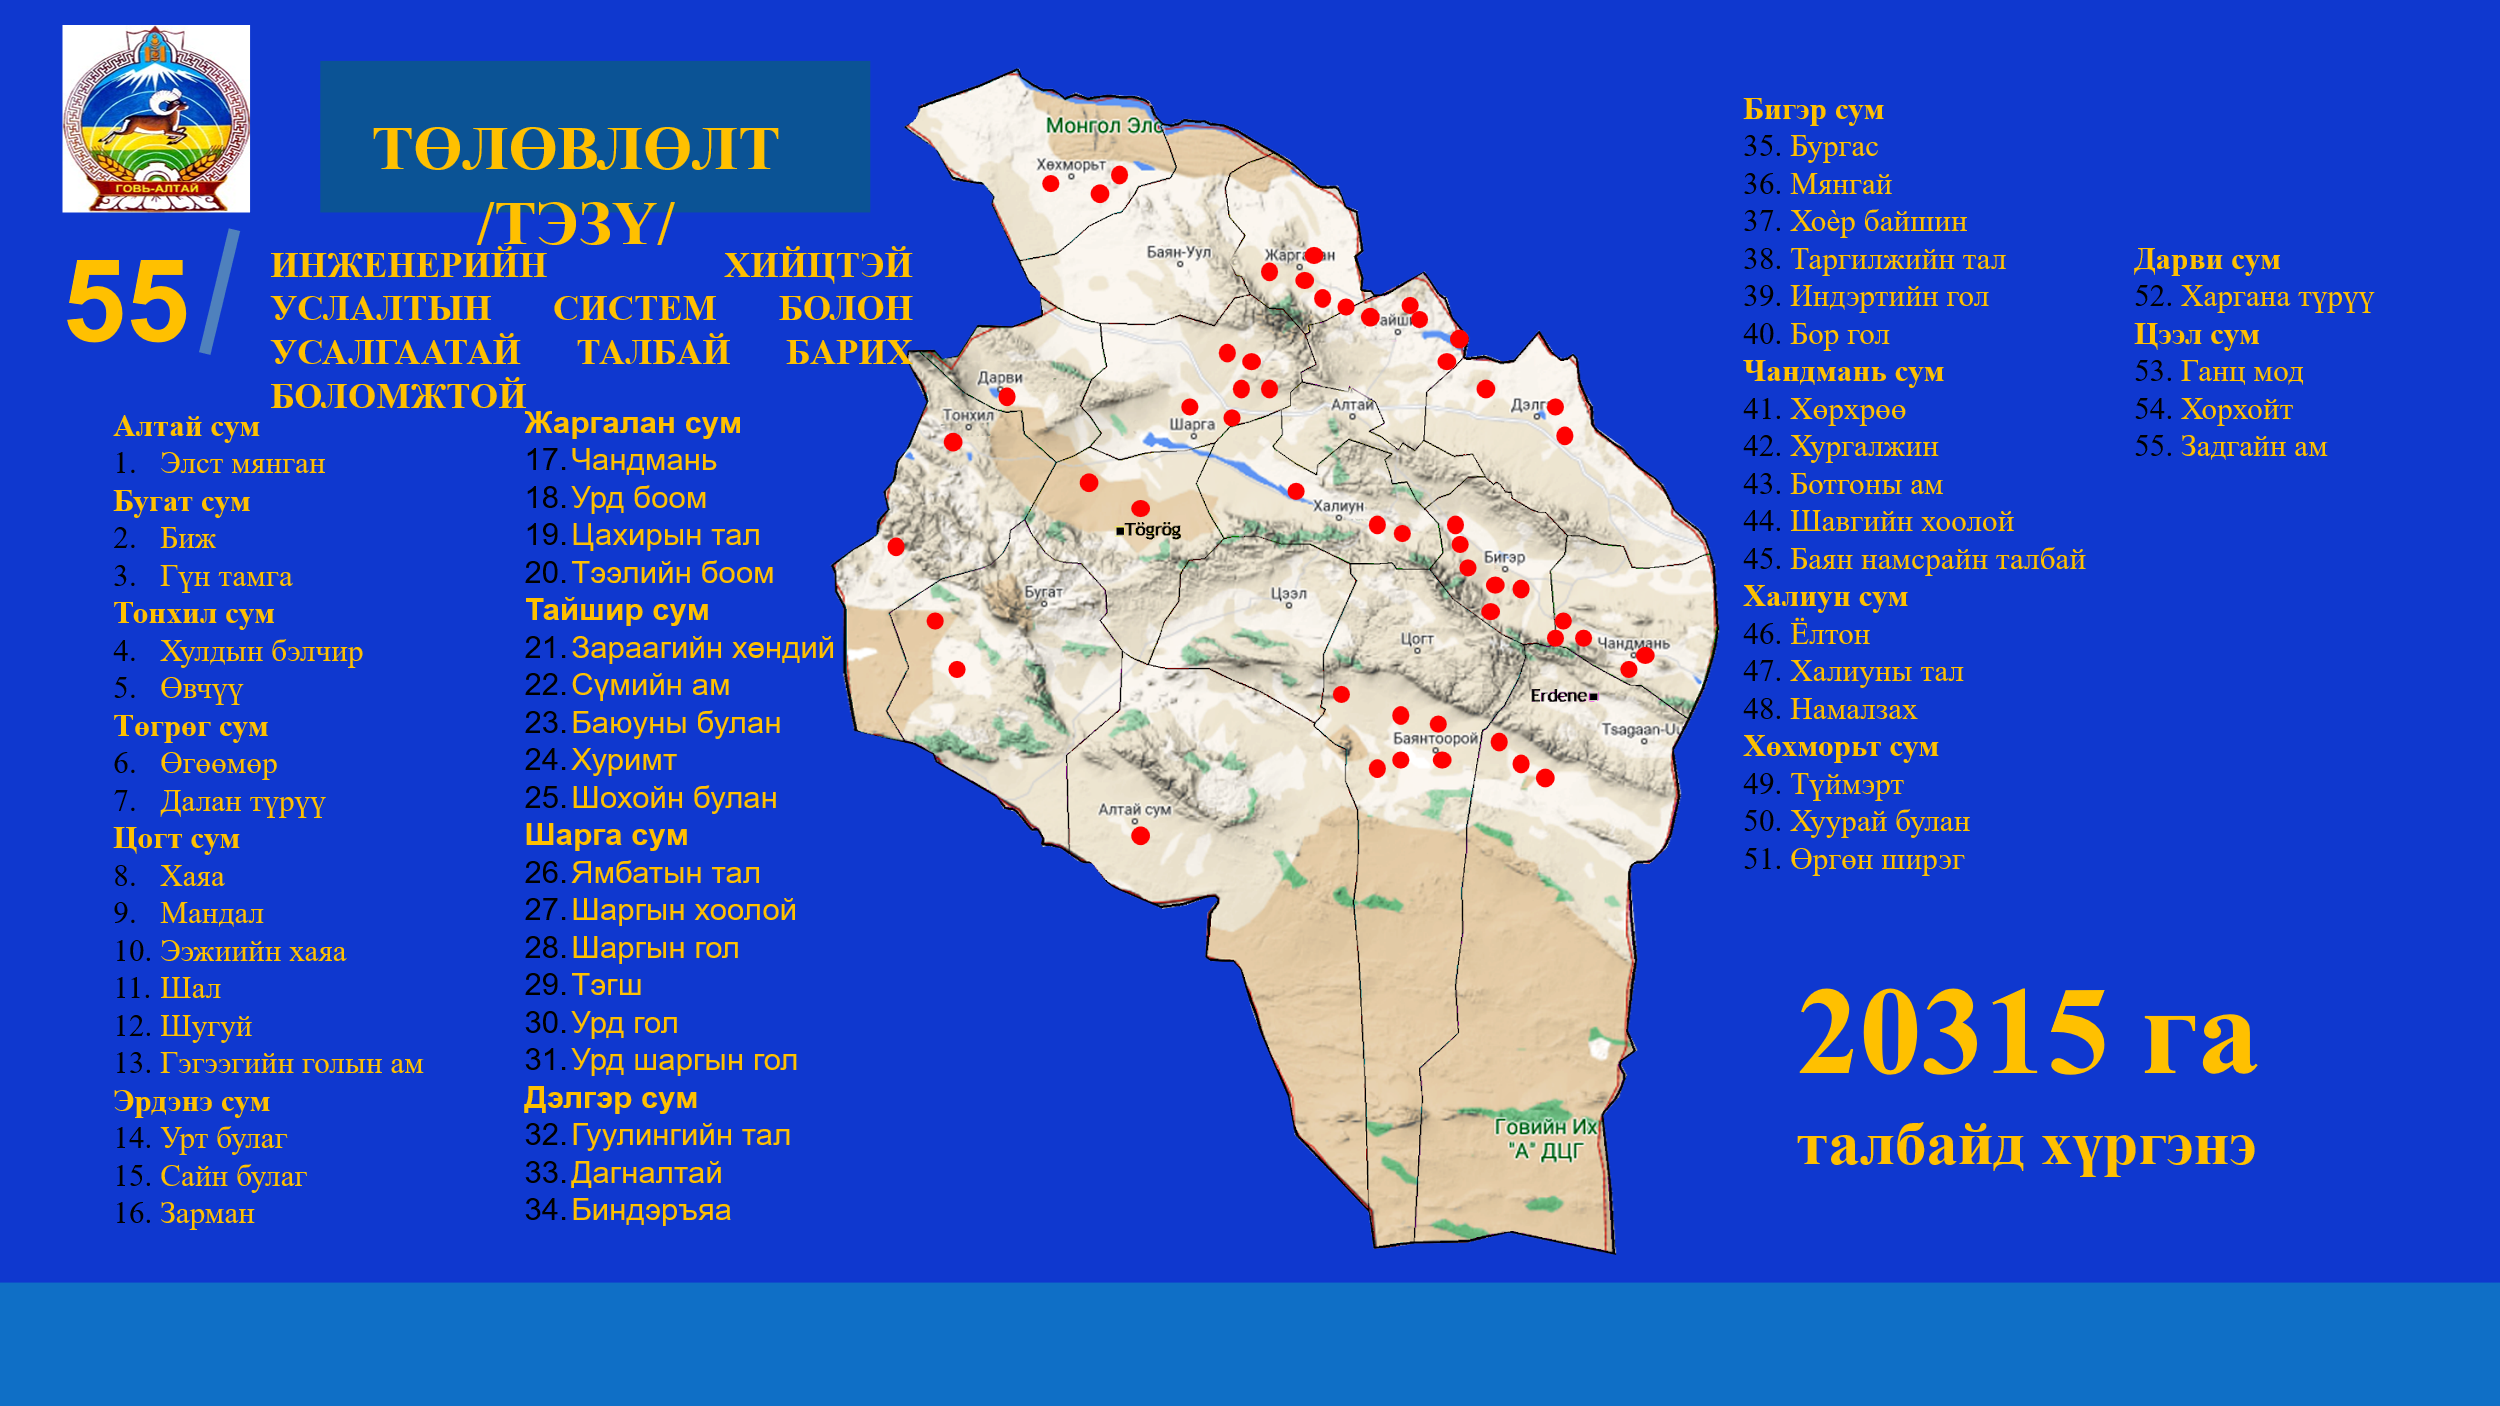 ГОВЬ-АЛТАЙ
ТӨЛӨВЛӨЛТ
/ТЭЗҮ/
55
ИНЖЕНЕРИЙН ХИЙЦТЭЙ
УСЛАЛТЫН СИСТЕМ БОЛОН
УСАЛГААТАЙ ТАЛБАЙ БАРИХ
БОЛОМЖТОЙ
Алтай сум
1. Элст мянган
Бугат сум
2. Биж
3. Гүн тамга
Тонхил сум
4. Хулдын бэлчир
5. Өвчүү
Төгрөг сум
6. Өгөөмөр
7. Далан түрүү
Цогт сум
8. Хаяа
9. Мандал
10. Ээжиийн хаяа
11. Шал
12. Шугуй
13. Гэгээгийн голын ам
Эрдэнэ сум
14. Урт булаг
15. Сайн булаг
16. Зарман
Жаргалан сум
17. Чандмань
18. Урд боом
19. Цахирын тал
20. Тээлийн боом
Тайшир сум
21. Зараагийн хөндий
22. Сүмийн ам
23. Баюуны булан
24. Хуримт
25. Шохойн булан
Шарга сум
26. Ямбатын тал
27. Шаргын хоолой
28. Шаргын гол
29. Тэгш
30. Урд гол
31. Урд шаргын гол
Дэлгэр сум
32. Гуулингийн тал
33. Дагналтай
34. Биндэръяа
Монгол Элс
Хөхморьт
Баян-Уул
Дарви
Тонхил
Шарга
Алтай
Халиун
Tögrög
Бигэр
Бугат
Цээл
Цогт
Чандмань
Erdene
Tsagaan-Uu
Баянтоорой
Алтай сум
Говийн Их
"А" ДЦГ
Бигэр сум
35. Бургас
36. Мянгай
37. Хоѐр байшин
38. Таргилжийн тал
39. Индэртийн гол
40. Бор гол
Чандмань сум
41. Хөрхрөө
42. Хургалжин
43. Ботгоны ам
44. Шавгийн хоолой
45. Баян намсрайн талбай
Халиун сум
46. Ёлтон
47. Халиуны тал
48. Намалзах
Хөхморьт сум
49. Түймэрт
50. Хуурай булан
51. Өргөн ширэг
Дарви сум
52. Харгана түрүү
Цээл сум
53. Ганц мод
54. Хорхойт
55. Задгайн ам
20315 га
талбайд хүргэнэ